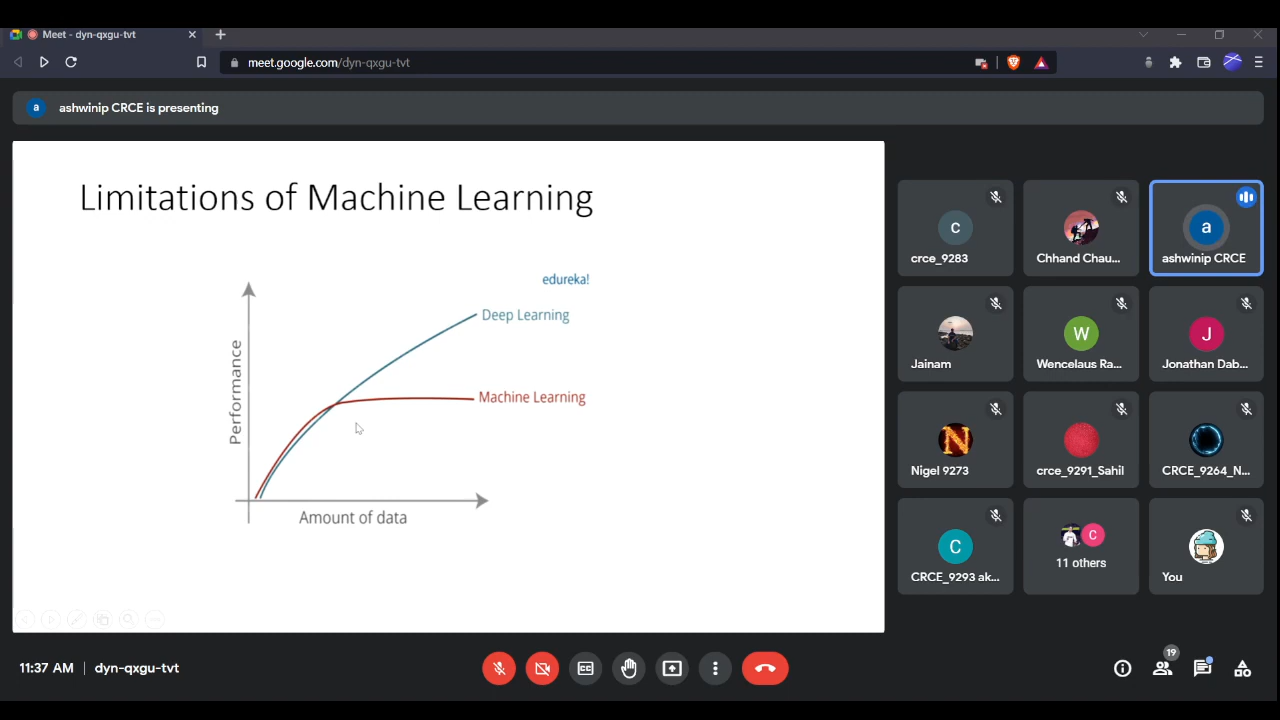 Meet - dyn-qxgu-tvt
meet.google.com/dyn-qxgu-tvt
a
ashwinip CRCE is presenting
Limitations of Machine Learning
edureka!
Deep Learning
Machine Learning
Performance
Amount of data
c
crce_9283
Chhand Chau...
a
ashwinip CRCE
Jainam
W
Wencelaus Ra...
J
Jonathan Dab...
N
Nigel 9273
crce_9291_Sahil
CRCE_9264_N...
C
CRCE_9293 ak...
C
11 others
You
11:37 AM
dyn-qxgu-tvt
CC
19